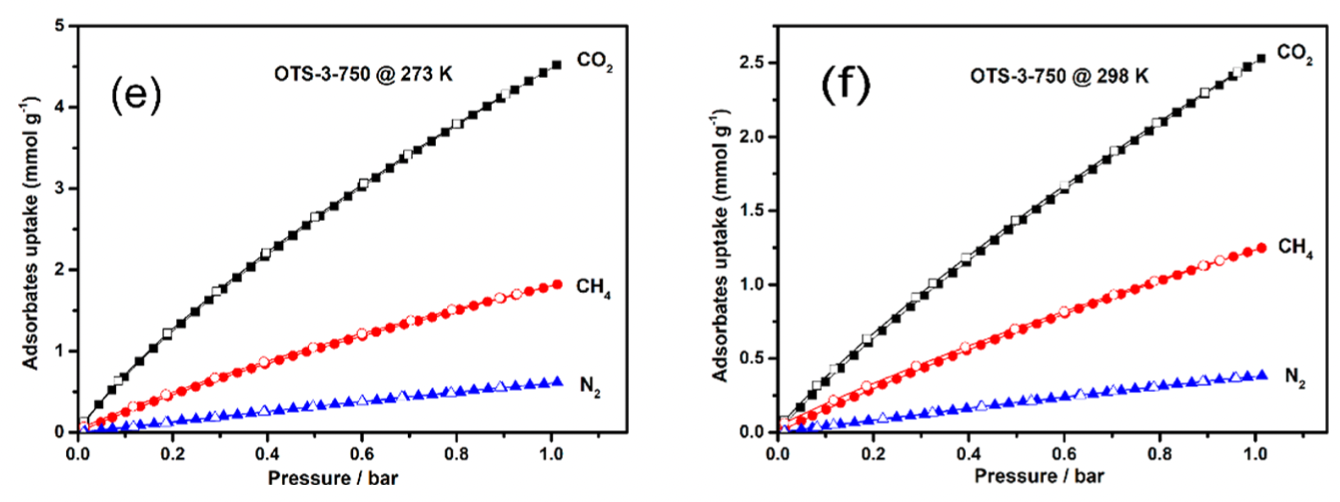 (e)
OTS-3-750 @ 273 K
CO₂
CH₄
N₂
Adsorbates uptake (mmol g⁻¹)
5
4
3
2
1
0
0.0 0.2 0.4 0.6 0.8 1.0
Pressure / bar
(f)
OTS-3-750 @ 298 K
CO₂
CH₄
N₂
Adsorbates uptake (mmol g⁻¹)
2.5
2.0
1.5
1.0
0.5
0.0
0.0 0.2 0.4 0.6 0.8 1.0
Pressure / bar